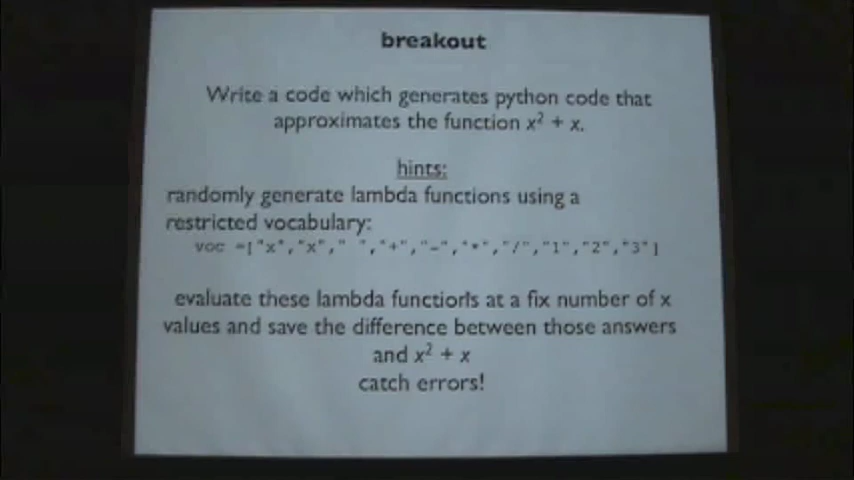 breakout
Write a code which generates python code that
approximates the function x² + x.
hints:
randomly generate lambda functions using a
restricted vocabulary:
voc =["x","x"," ","+","-","*","/","1","2","3"]
evaluate these lambda functions at a fix number of x
values and save the difference between those answers
and x² + x
catch errors!